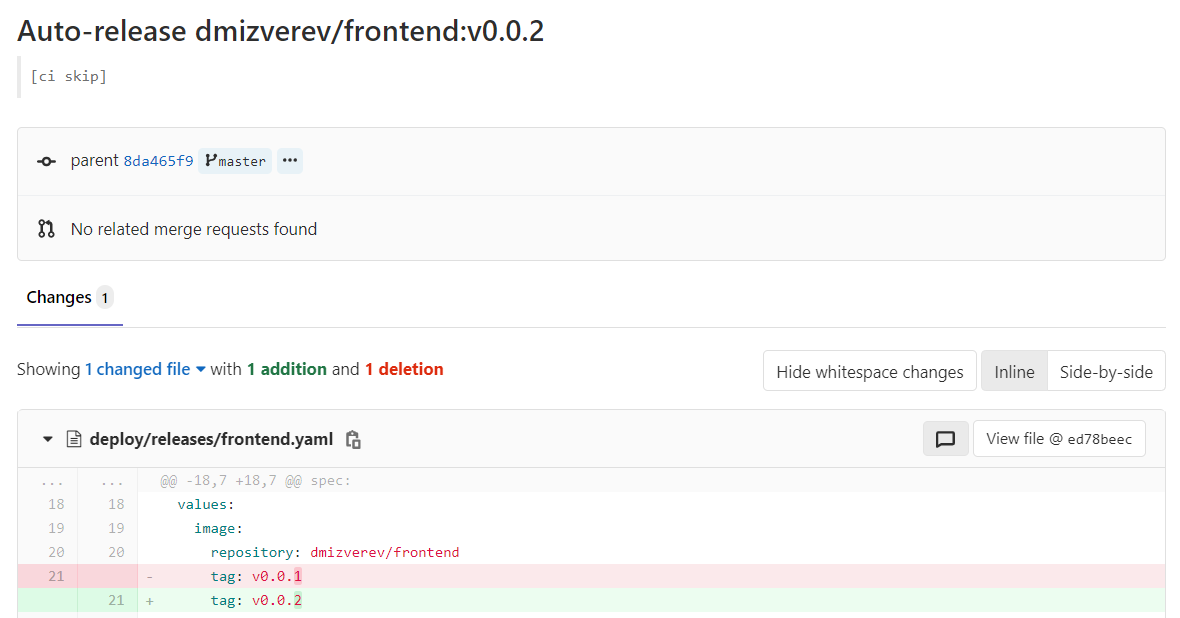 Auto-release dmizverev/frontend:v0.0.2
[ci skip]
parent 8da465f9 master ...
No related merge requests found
Changes 1
Showing 1 changed file with 1 addition and 1 deletion
Hide whitespace changes Inline Side-by-side
deploy/releases/frontend.yaml View file @ ed78beec
... ... @@ -18,7 +18,7 @@ spec:
18 18 values:
19 19 image:
20 20 repository: dmizverev/frontend
21 - tag: v0.0.1
21 + tag: v0.0.2